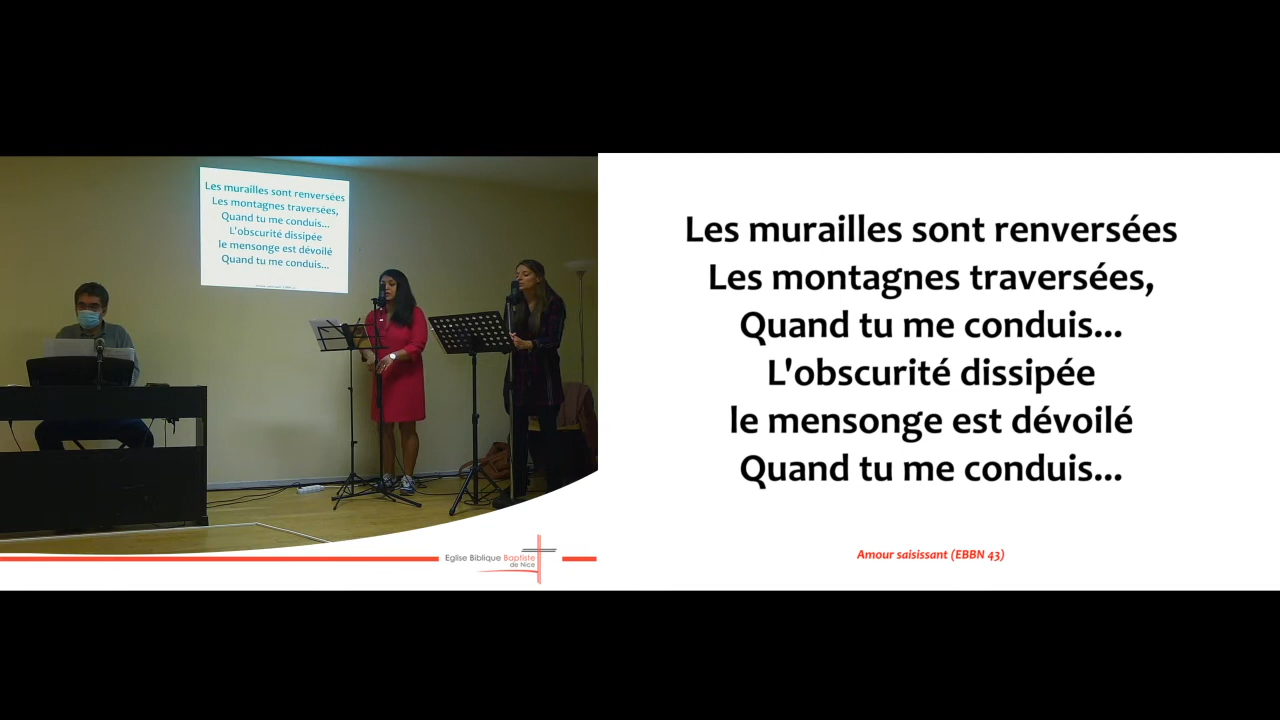 Les murailles sont renversées
Les montagnes traversées,
Quand tu me conduis...
L'obscurité dissipée
le mensonge est dévoilé
Quand tu me conduis...
Eglise Biblique Baptiste
de Nice
Les murailles sont renversées
Les montagnes traversées,
Quand tu me conduis...
L'obscurité dissipée
le mensonge est dévoilé
Quand tu me conduis...
Amour saisissant (EBBN 43)